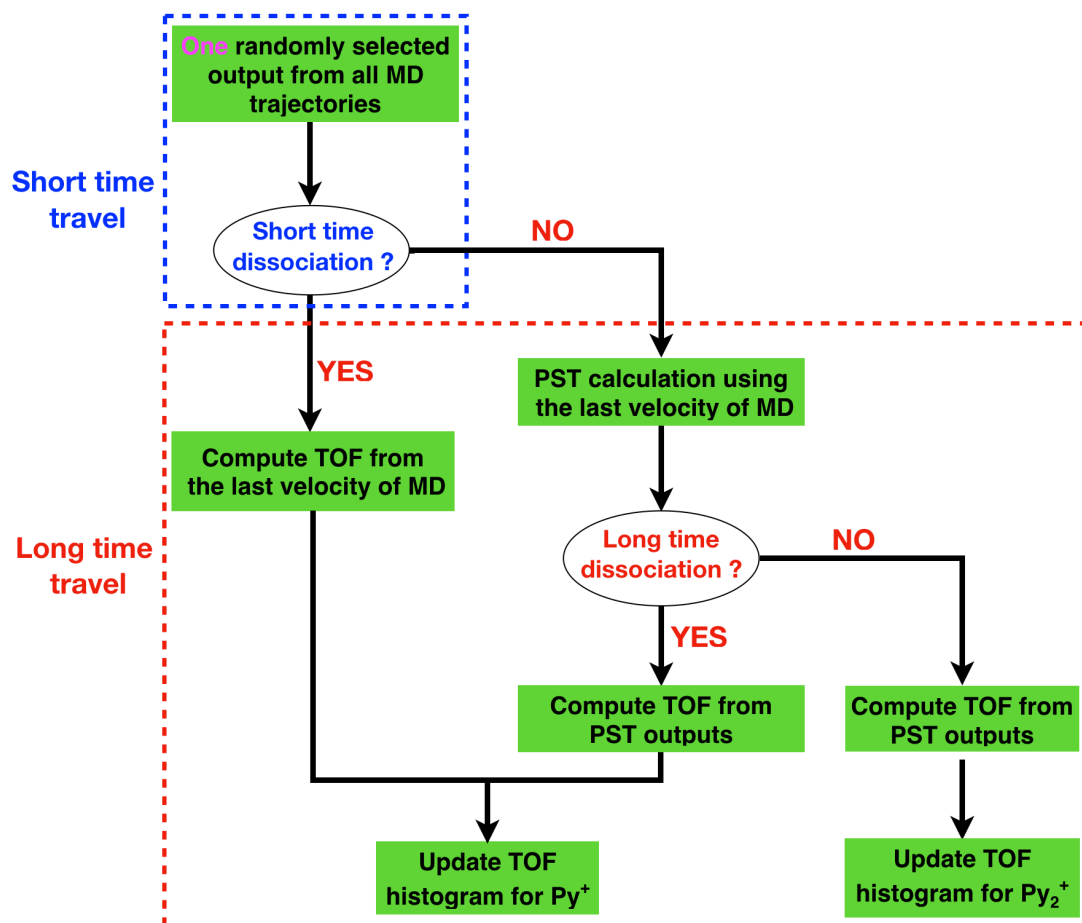 One randomly selected
output from all MD
trajectories
Short time
travel
Short time
dissociation ?
NO
YES
PST calculation using
the last velocity of MD
Compute TOF from
the last velocity of MD
Long time
travel
Long time
dissociation ?
NO
YES
Compute TOF from
PST outputs
Compute TOF from
PST outputs
Update TOF
histogram for Py⁺
Update TOF
histogram for Py₂⁺